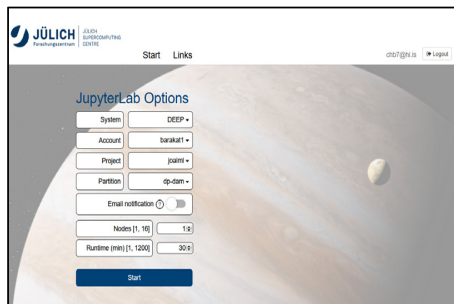 JÜLICH
Forschungszentrum
JÜLICH
SUPERCOMPUTING
CENTRE
Start Links
chb7@hi.is Logout
JupyterLab Options
System DEEP
Account barakat1
Project joaiml
Partition dp-dam
Email notification ?
Nodes [1, 16] 1
Runtime (min) [1, 1200] 30
Start